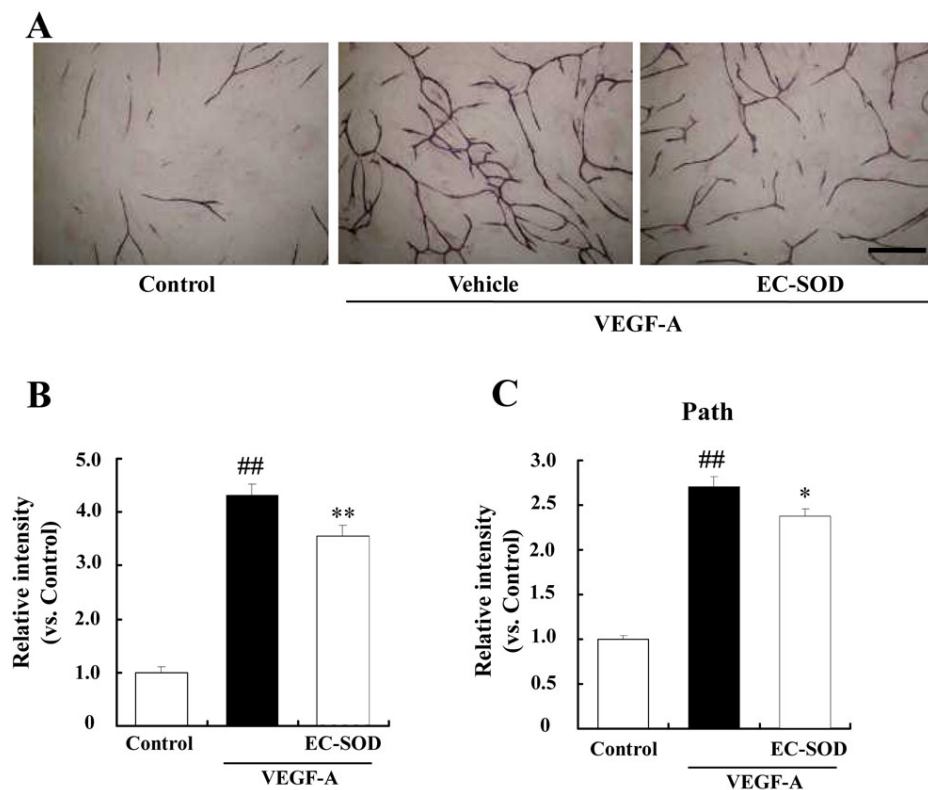 A
Control
Vehicle
EC-SOD
VEGF-A
B
C
Path
Relative intensity
(vs. Control)
5.0
4.0
3.0
2.0
1.0
0
##
**
Control
EC-SOD
VEGF-A
Relative intensity
(vs. Control)
3.0
2.5
2.0
1.5
1.0
0.5
0
##
*
Control
EC-SOD
VEGF-A